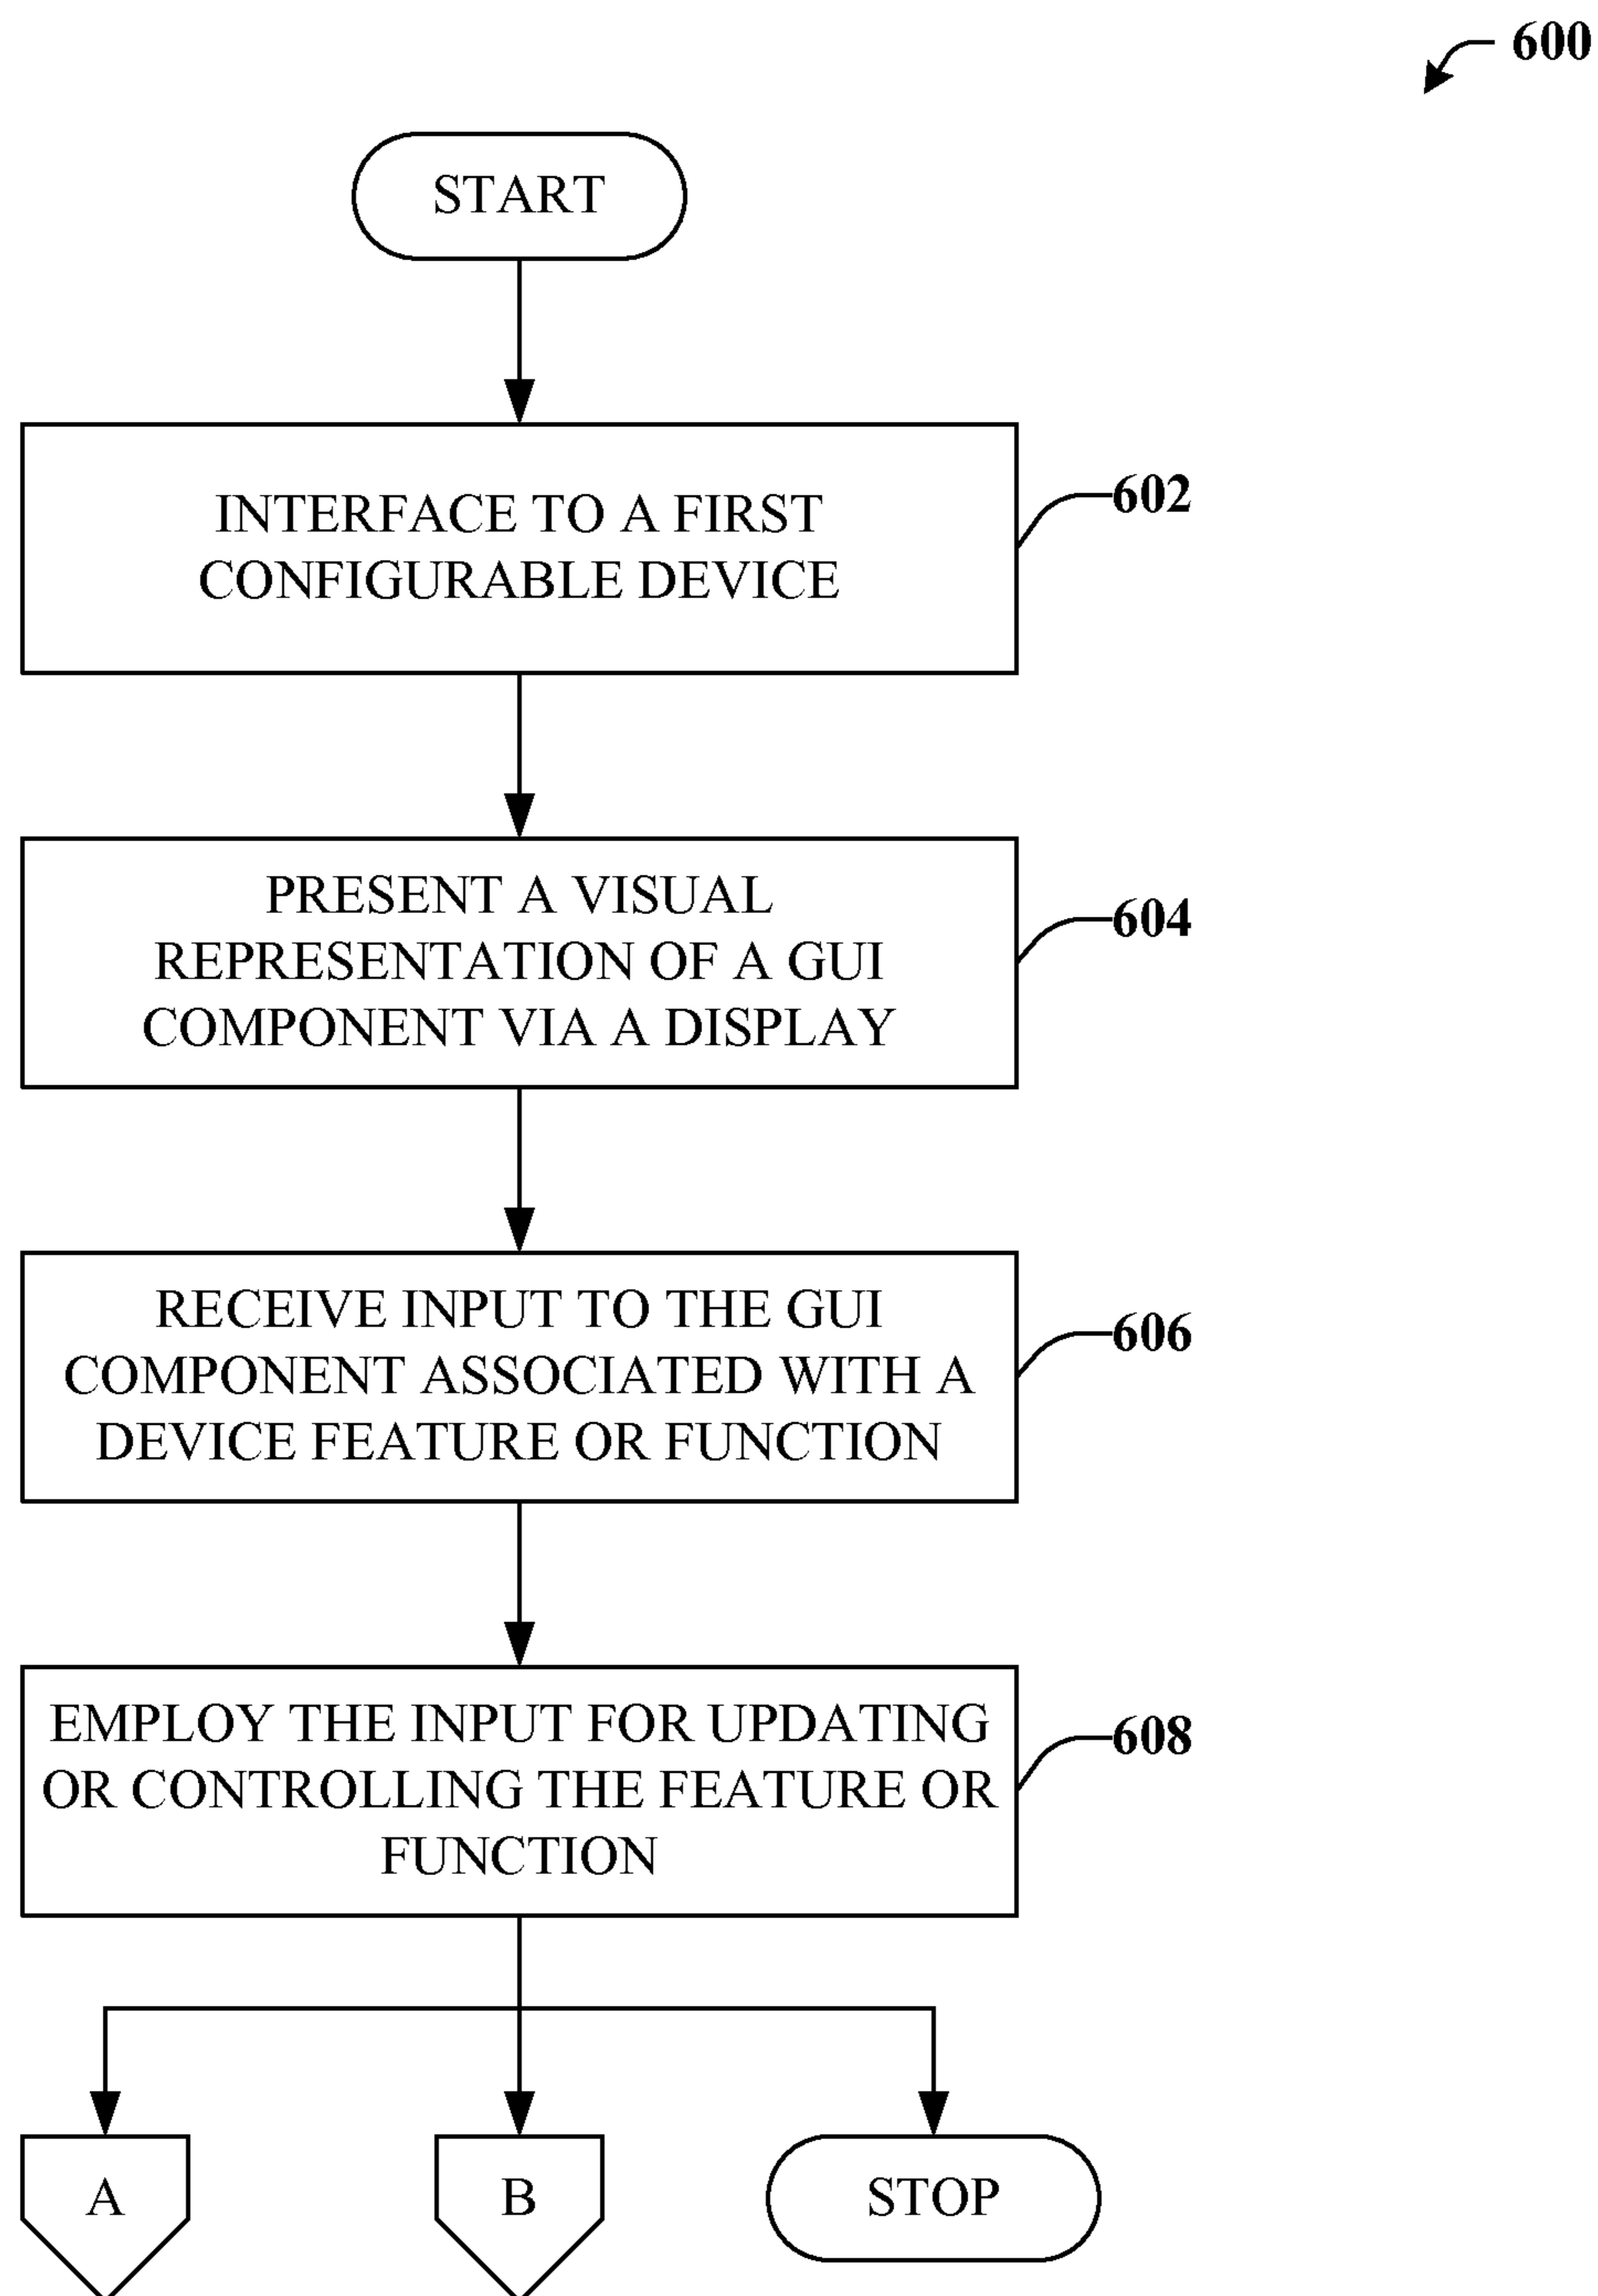 600
START
INTERFACE TO A FIRST
CONFIGURABLE DEVICE
602
PRESENT A VISUAL
REPRESENTATION OF A GUI
COMPONENT VIA A DISPLAY
604
RECEIVE INPUT TO THE GUI
COMPONENT ASSOCIATED WITH A
DEVICE FEATURE OR FUNCTION
606
EMPLOY THE INPUT FOR UPDATING
OR CONTROLLING THE FEATURE OR
FUNCTION
608
A
B
STOP